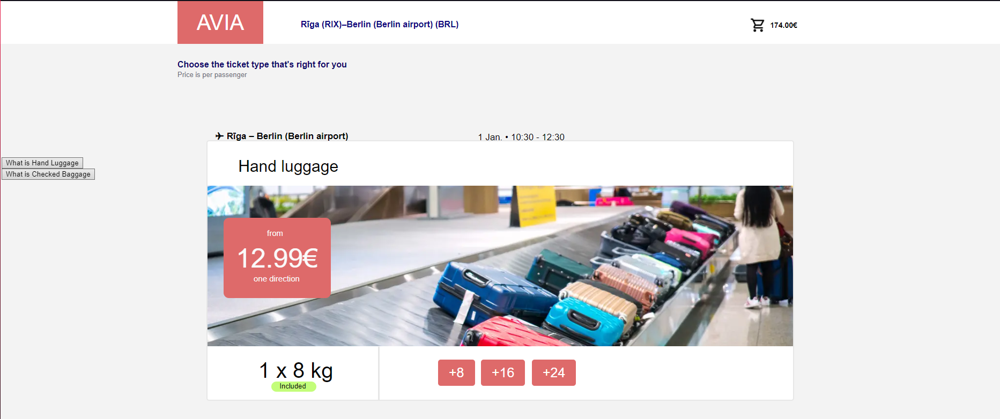 AVIA
Rīga (RIX)–Berlin (Berlin airport) (BRL)
174.00€
Choose the ticket type that's right for you
Price is per passenger
Rīga – Berlin (Berlin airport)
1 Jan. • 10:30 - 12:30
What is Hand Luggage
What is Checked Baggage
Hand luggage
from
12.99€
one direction
1 x 8 kg
Included
+8
+16
+24